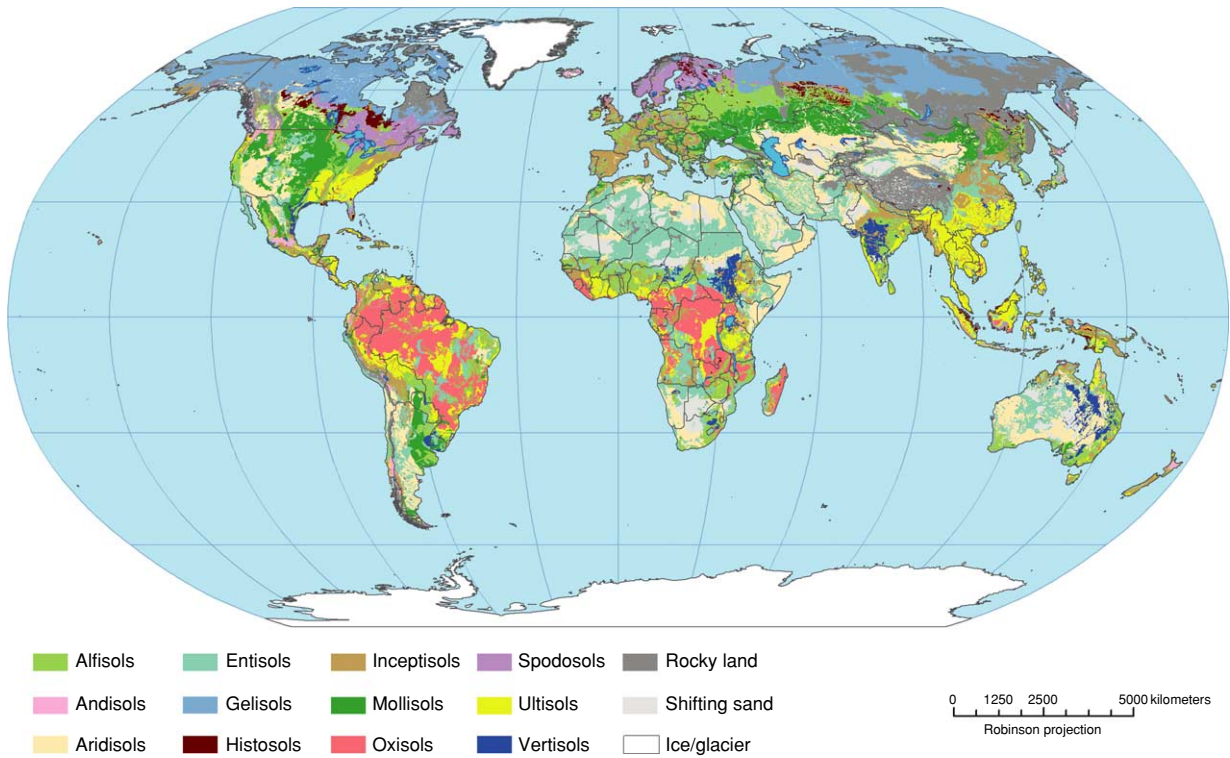 Alfisols Entisols Inceptisols Spodosols Rocky land
Andisols Gelisols Mollisols Ultisols Shifting sand
Aridisols Histosols Oxisols Vertisols Ice/glacier
0 1250 2500 5000 kilometers
Robinson projection